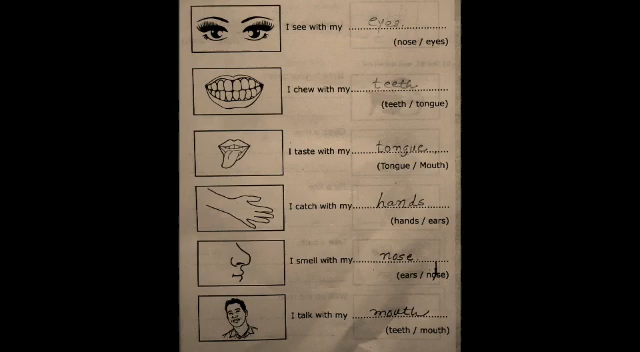 I see with my ........ eyes
(nose / eyes)
I chew with my........ teeth
(teeth / tongue)
I taste with my........ tongue
(Tongue / Mouth)
I catch with my........ hands
(hands / ears)
I smell with my........ nose
(ears / nose)
I talk with my ........ mouth
(teeth / mouth)